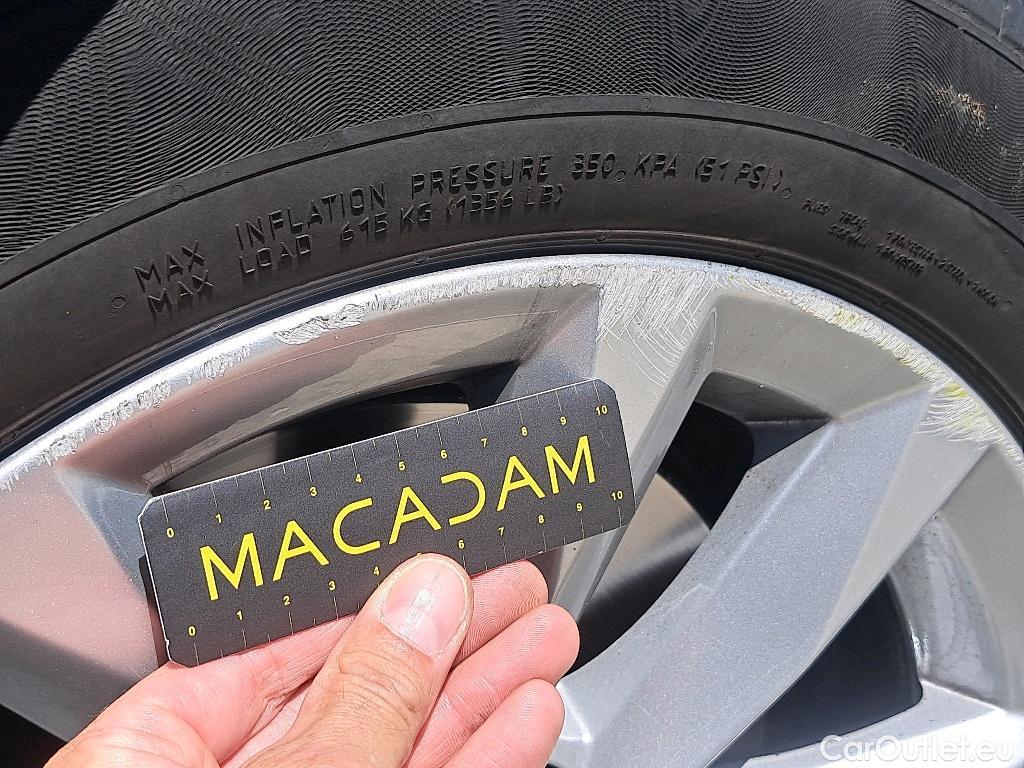 MAX INFLATION PRESSURE 350 KPA (51 PSI)
MAX LOAD 615 KG (1356 LB)
0 1 2 3 4 5 6 7 8 9 10
MACADAM
0 1 2 3 4 6 7 8 9 10
CarOutlet.eu